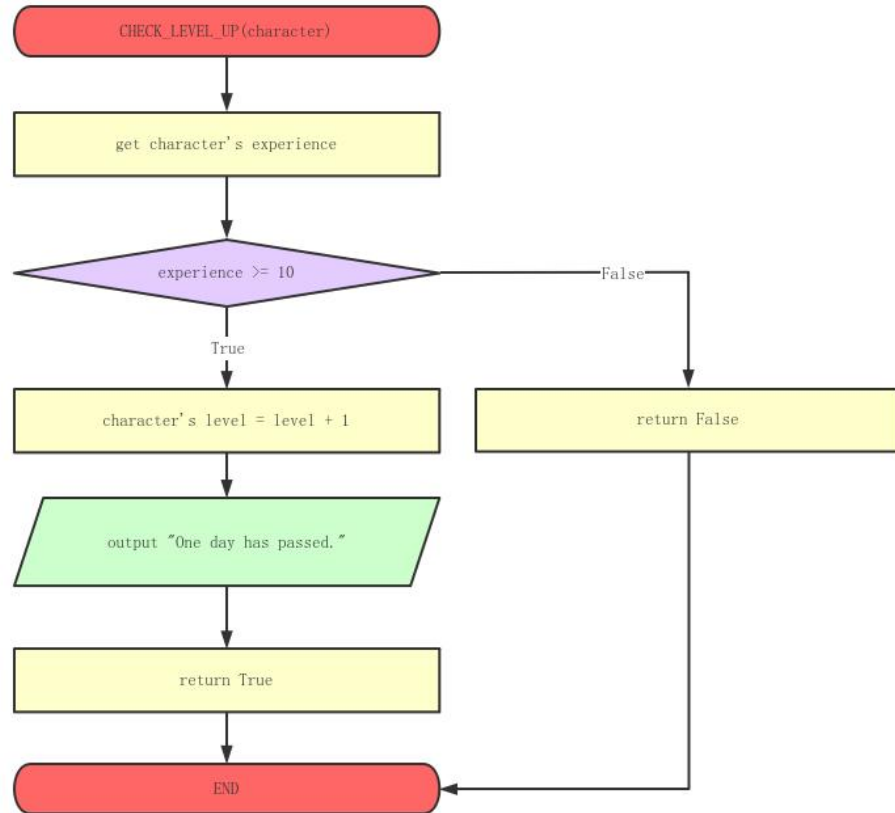 CHECK_LEVEL_UP(character)
get character's experience
experience >= 10
False
True
character's level = level + 1
return False
output "One day has passed."
return True
END